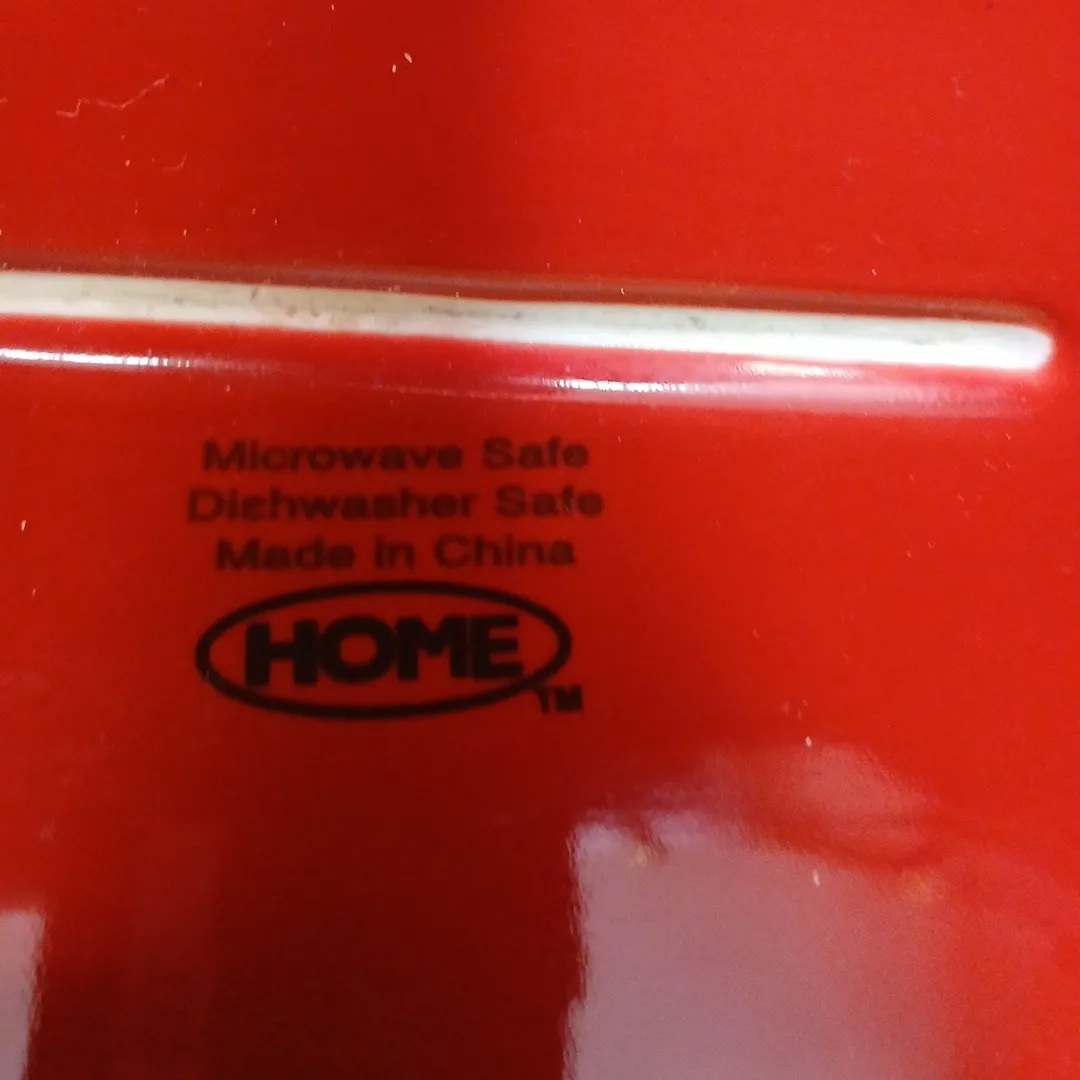 Microwave Safe
Dishwasher Safe
Made in China
HOME
TM